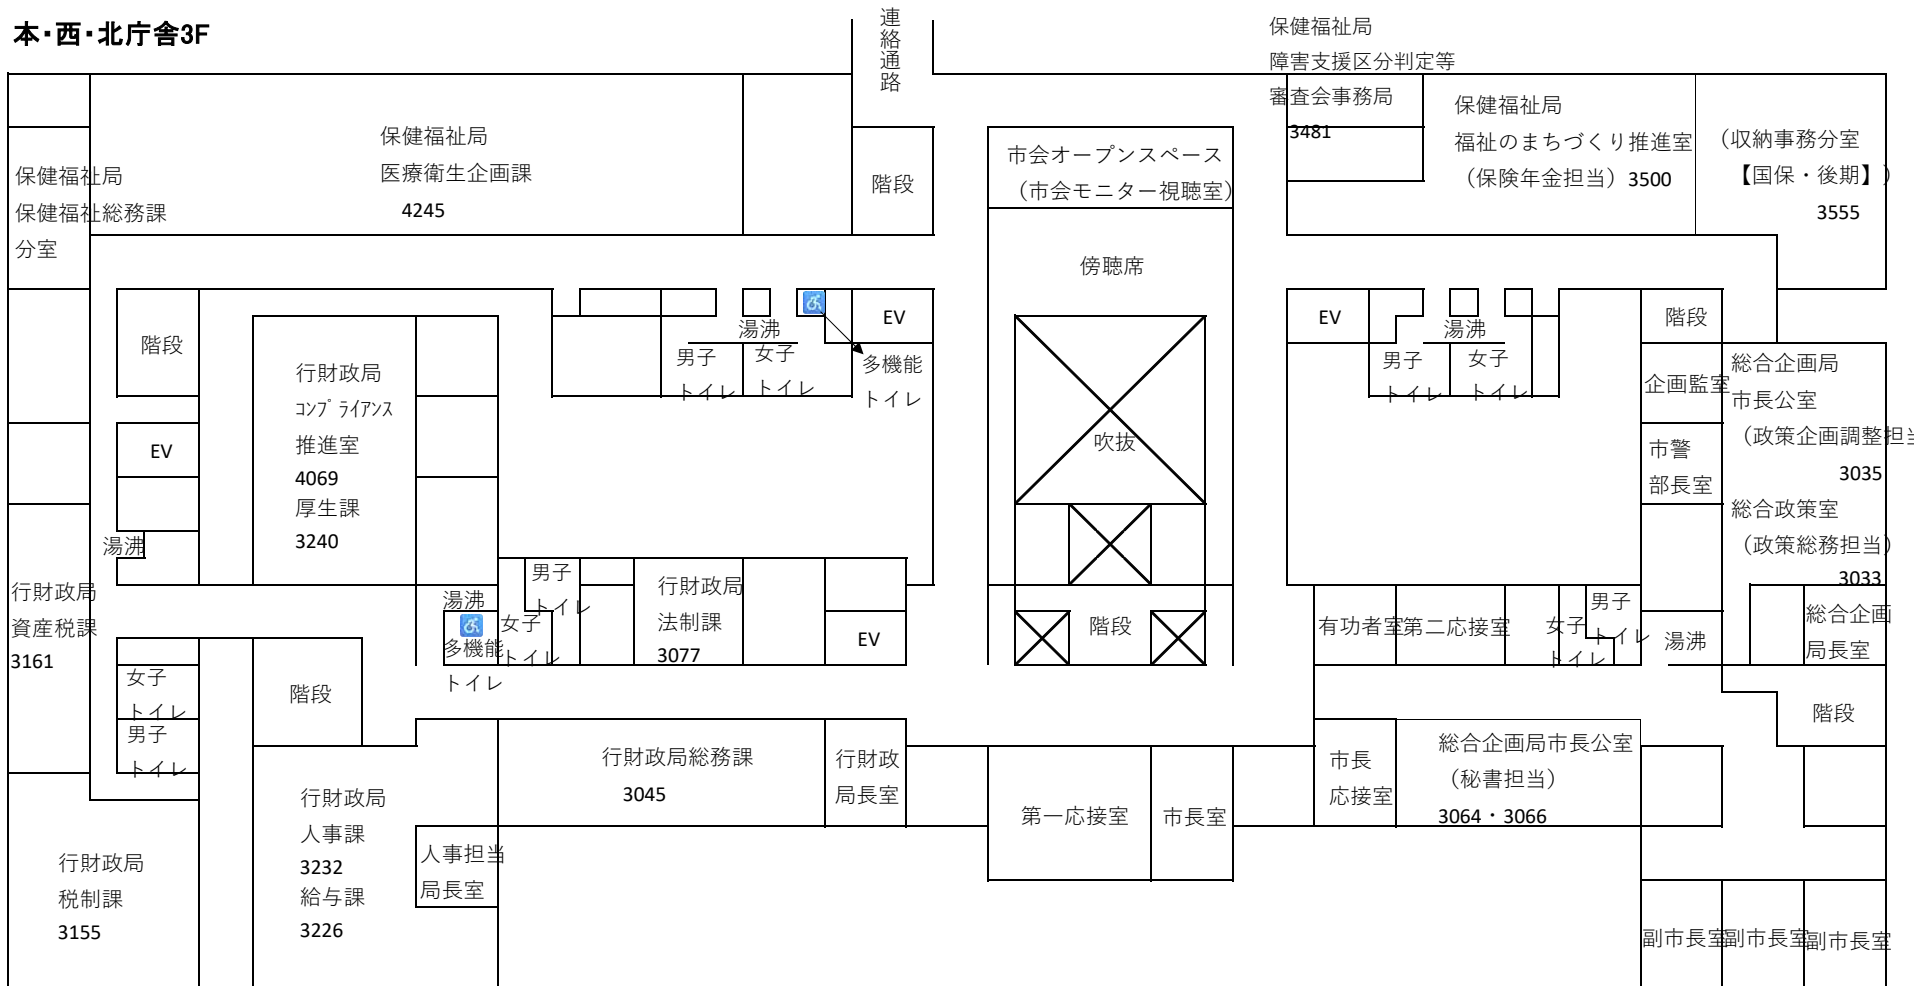 本・西・北庁舎3F
連絡通路
保健福祉局
障害支援区分判定等
審査会事務局
3481
保健福祉局
医療衛生企画課
4245
階段
市会オープンスペース
（市会モニター視聴室）
保健福祉局
福祉のまちづくり推進室
（保険年金担当）3500
（収納事務分室
【国保・後期】）
3555
保健福祉局
保健福祉総務課
分室
傍聴席
階段
行財政局
ｺﾝﾌﾟﾗｲｱﾝｽ
推進室
4069
厚生課
3240
湯沸
男子
トイレ
女子
トイレ
EV
多機能
トイレ
吹抜
EV
湯沸
男子
トイレ
女子
トイレ
階段
企画監室
市警
部長室
総合企画局
市長公室
（政策企画調整担当
3035
総合政策室
（政策総務担当）
3033
EV
湯沸
行財政局
資産税課
3161
湯沸
多機能
トイレ
男子
トイレ
女子
トイレ
行財政局
法制課
3077
EV
階段
有功者室
第二応接室
女子
トイレ
男子
トイレ
湯沸
総合企画
局長室
女子
トイレ
男子
トイレ
階段
階段
行財政局総務課
3045
行財政
局長室
第一応接室
市長室
市長
応接室
総合企画局市長公室
（秘書担当）
3064・3066
行財政局
税制課
3155
行財政局
人事課
3232
給与課
3226
人事担当
局長室
副市長室
副市長室
副市長室